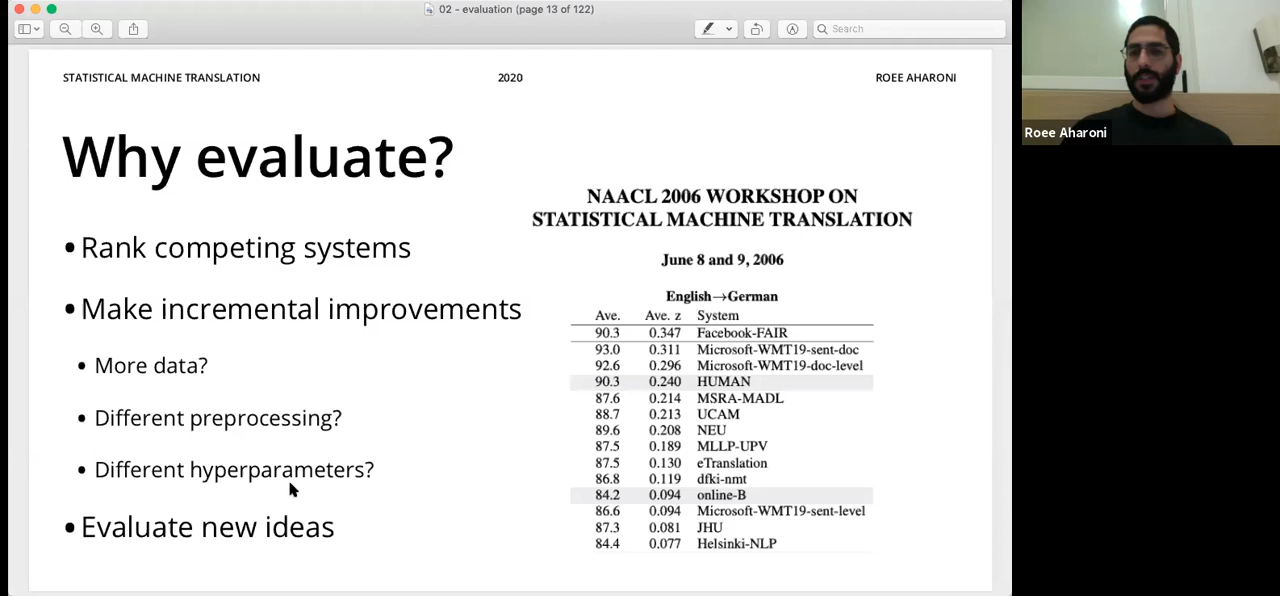 02 - evaluation (page 13 of 122)
Search
STATISTICAL MACHINE TRANSLATION 2020 ROEE AHARONI
Why evaluate?
•Rank competing systems
•Make incremental improvements
• More data?
• Different preprocessing?
• Different hyperparameters?
•Evaluate new ideas
NAACL 2006 WORKSHOP ON
STATISTICAL MACHINE TRANSLATION
June 8 and 9, 2006
English→German
Ave. Ave. z System
90.3 0.347 Facebook-FAIR
93.0 0.311 Microsoft-WMT19-sent-doc
92.6 0.296 Microsoft-WMT19-doc-level
90.3 0.240 HUMAN
87.6 0.214 MSRA-MADL
88.7 0.213 UCAM
89.6 0.208 NEU
87.5 0.189 MLLP-UPV
87.5 0.130 eTranslation
86.8 0.119 dfki-nmt
84.2 0.094 online-B
86.6 0.094 Microsoft-WMT19-sent-level
87.3 0.081 JHU
84.4 0.077 Helsinki-NLP
Roee Aharoni